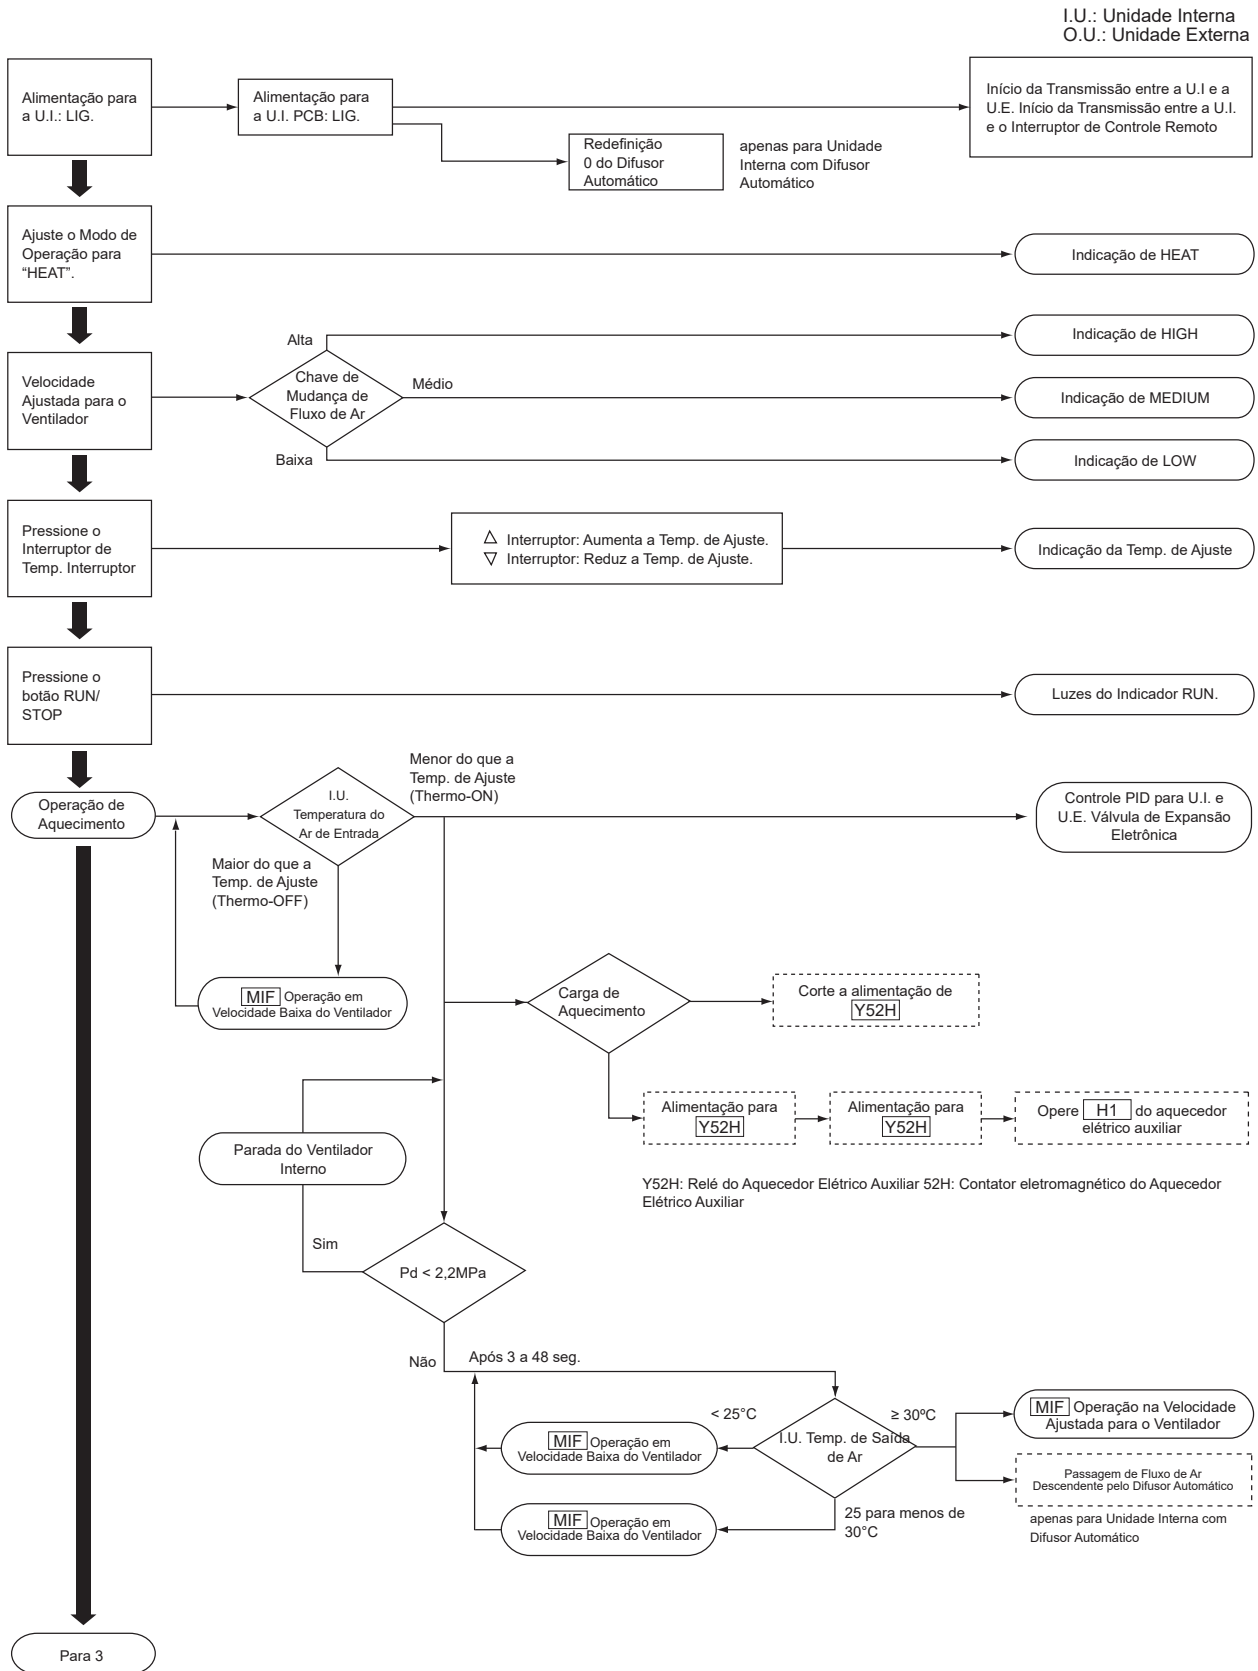 I.U.: Unidade Interna
O.U.: Unidade Externa
Alimentação para
a U.I.: LIG.
Alimentação para
a U.I. PCB: LIG.
Início da Transmissão entre a U.I e a
U.E. Início da Transmissão entre a U.I.
e o Interruptor de Controle Remoto
Redefinição
0 do Difusor
Automático
apenas para Unidade
Interna com Difusor
Automático
Ajuste o Modo de
Operação para
“HEAT”.
Indicação de HEAT
Velocidade
Ajustada para o
Ventilador
Alta
Chave de
Mudança de
Fluxo de Ar
Médio
Baixa
Indicação de HIGH
Indicação de MEDIUM
Indicação de LOW
Pressione o
Interruptor de
Temp. Interruptor
△ Interruptor: Aumenta a Temp. de Ajuste.
▽ Interruptor: Reduz a Temp. de Ajuste.
Indicação da Temp. de Ajuste
Pressione o
botão RUN/
STOP
Luzes do Indicador RUN.
Operação de
Aquecimento
I.U.
Temperatura do
Ar de Entrada
Menor do que a
Temp. de Ajuste
(Thermo-ON)
Controle PID para U.I. e
U.E. Válvula de Expansão
Eletrônica
Maior do que a
Temp. de Ajuste
(Thermo-OFF)
MIF Operação em
Velocidade Baixa do Ventilador
Carga de
Aquecimento
Corte a alimentação de
Y52H
Alimentação para
Y52H
Alimentação para
Y52H
Opere H1 do aquecedor
elétrico auxiliar
Y52H: Relé do Aquecedor Elétrico Auxiliar 52H: Contator eletromagnético do Aquecedor
Elétrico Auxiliar
Parada do Ventilador
Interno
Sim
Pd < 2,2MPa
Não
Após 3 a 48 seg.
< 25°C
≥ 30ºC
I.U. Temp. de Saída
de Ar
MIF Operação em
Velocidade Baixa do Ventilador
MIF Operação na Velocidade
Ajustada para o Ventilador
Passagem de Fluxo de Ar
Descendente pelo Difusor Automático
apenas para Unidade Interna com
Difusor Automático
25 para menos de
30°C
MIF Operação em
Velocidade Baixa do Ventilador
Para 3